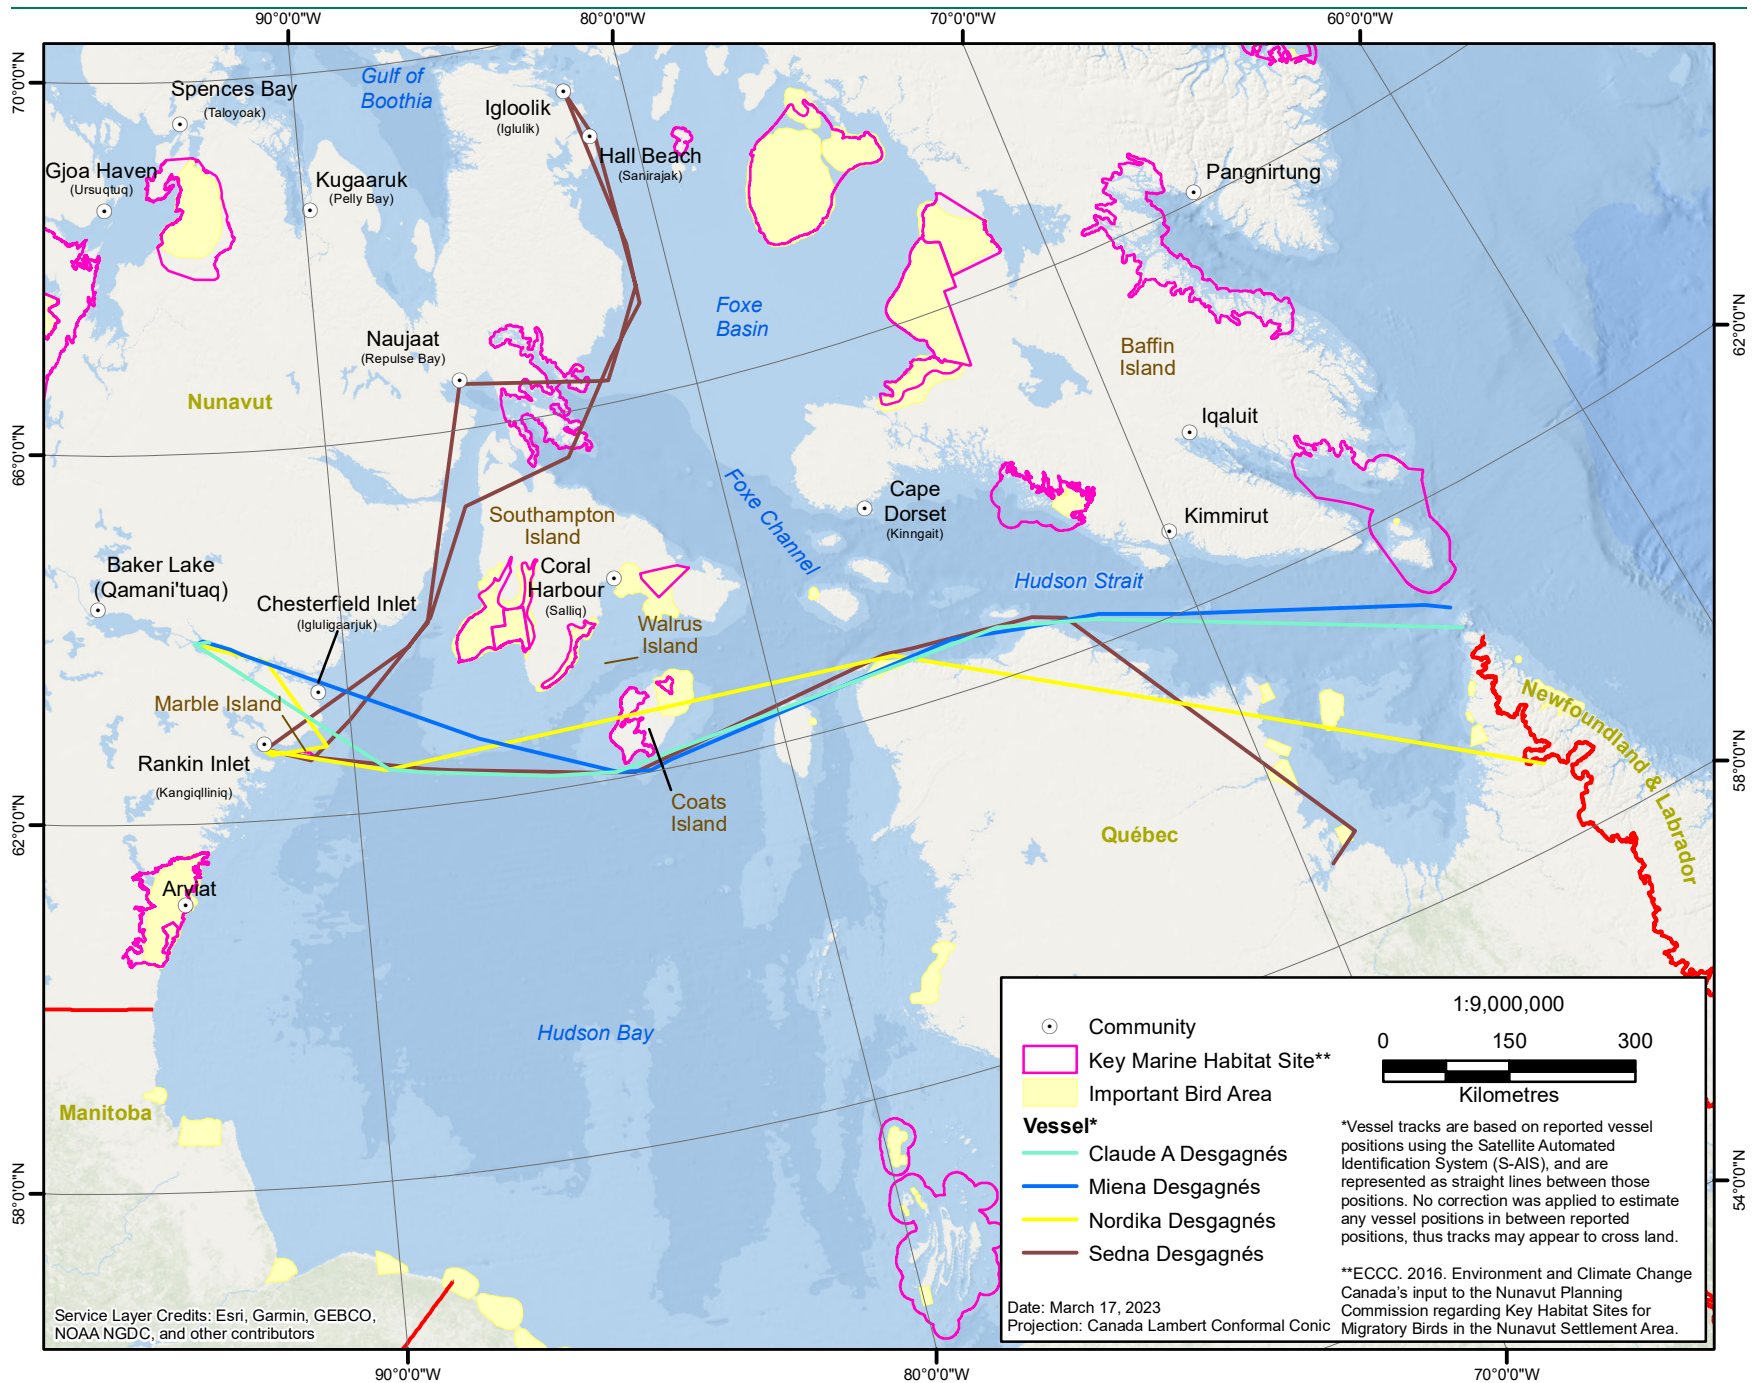 90°0'0"W
80°0'0"W
70°0'0"W
60°0'0"W
70°0'0"N
66°0'0"N
62°0'0"N
58°0'0"N
62°0'0"N
58°0'0"N
54°0'0"N
Gulf of
Boothia
Spences Bay
(Taloyoak)
Igloolik
(Iglulik)
Hall Beach
(Sanirajak)
Gjoa Haven
(Ursuqtuq)
Kugaaruk
(Pelly Bay)
Pangnirtung
Foxe
Basin
Naujaat
(Repulse Bay)
Baffin
Island
Nunavut
Iqaluit
Foxe Channel
Cape
Dorset
(Kinngait)
Kimmirut
Southampton
Island
Baker Lake
(Qamani'tuaq)
Coral
Harbour
(Salliq)
Hudson Strait
Chesterfield Inlet
(Igluligaarjuk)
Walrus
Island
Marble Island
Rankin Inlet
(Kangiqlliniq)
Newfoundland & Labrador
Coats
Island
Québec
Arviat
Hudson Bay
Manitoba
Community
Key Marine Habitat Site**
Important Bird Area
Vessel*
Claude A Desgagnés
Miena Desgagnés
Nordika Desgagnés
Sedna Desgagnés
1:9,000,000
0 150 300
Kilometres
*Vessel tracks are based on reported vessel
positions using the Satellite Automated
Identification System (S-AIS), and are
represented as straight lines between those
positions. No correction was applied to estimate
any vessel positions in between reported
positions, thus tracks may appear to cross land.
**ECCC. 2016. Environment and Climate Change
Canada's input to the Nunavut Planning
Commission regarding Key Habitat Sites for
Migratory Birds in the Nunavut Settlement Area.
Date: March 17, 2023
Projection: Canada Lambert Conformal Conic
Service Layer Credits: Esri, Garmin, GEBCO,
NOAA NGDC, and other contributors
90°0'0"W
80°0'0"W
70°0'0"W